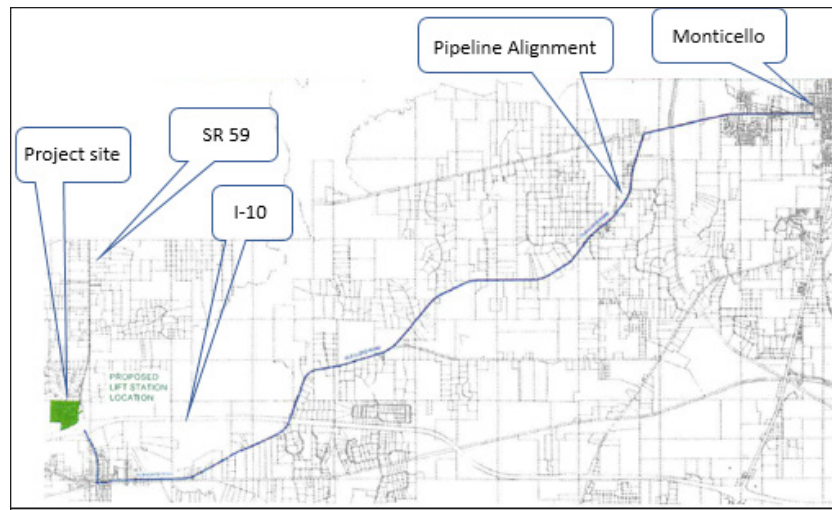 Monticello
Pipeline Alignment
SR 59
Project site
I-10
PROPOSED
LIFT STATION
LOCATION